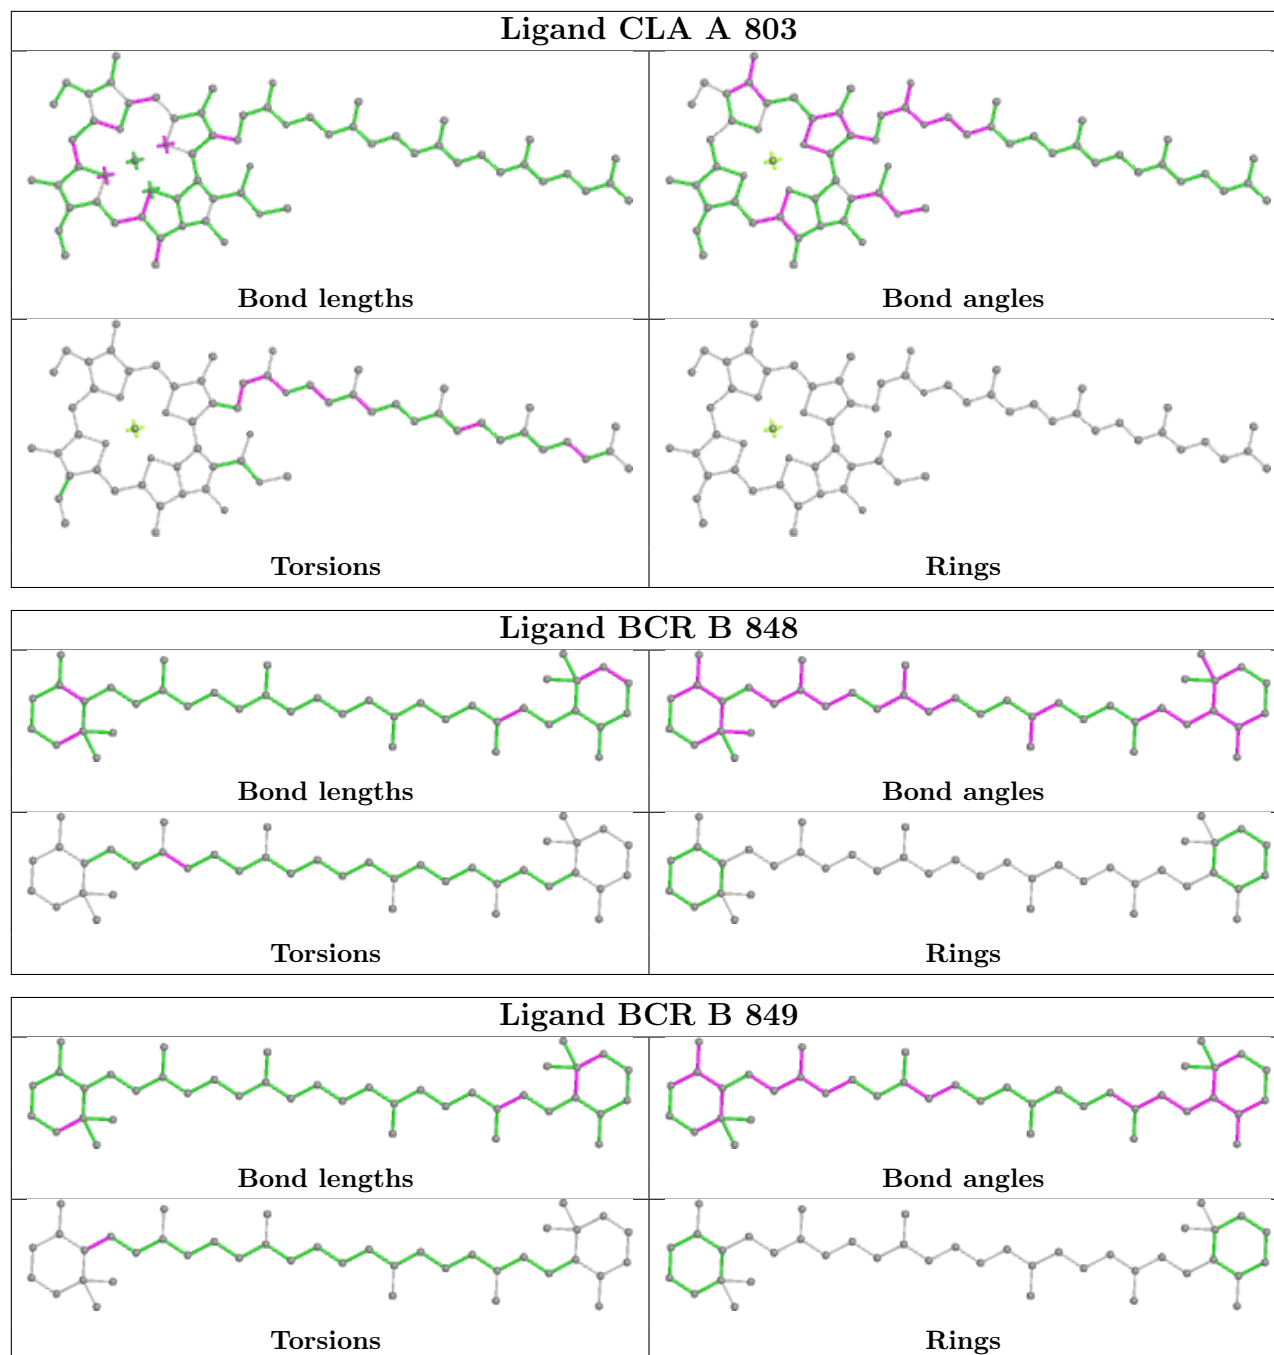 Ligand CLA A 803
Bond lengths
Bond angles
Torsions
Rings
Ligand BCR B 848
Bond lengths
Bond angles
Torsions
Rings
Ligand BCR B 849
Bond lengths
Bond angles
Torsions
Rings